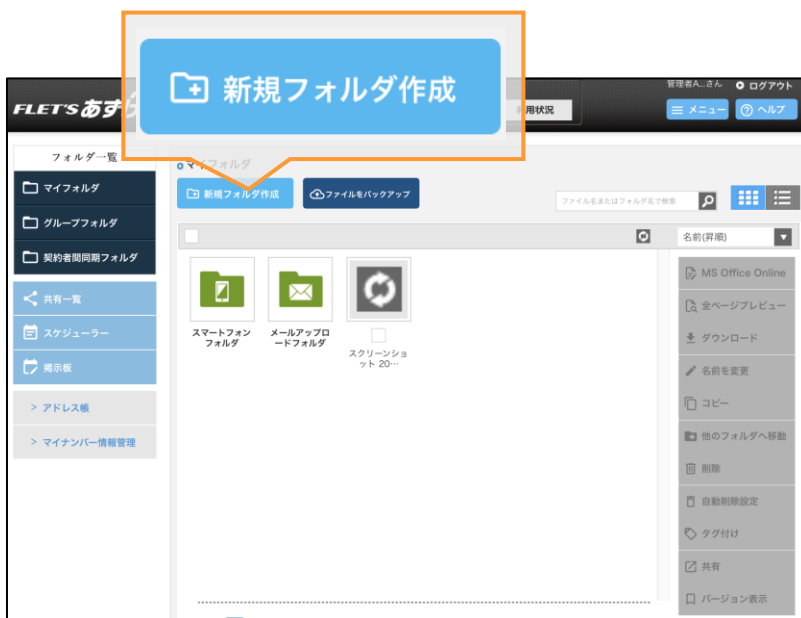 新規フォルダ作成
管理者A...さん
ログアウト
FLET'S あず
用状況
メニュー
ヘルプ
フォルダ一覧
マイフォルダ
マイフォルダ
新規フォルダ作成
ファイルをバックアップ
ファイル名またはフォルダ名で検索
グループフォルダ
契約者間同期フォルダ
名前(昇順)
共有一覧
スケジューラー
掲示板
> アドレス帳
> マイナンバー情報管理
スマートフォン
フォルダ
メールアップロ
ードフォルダ
スクリーンショ
ット 20…
MS Office Online
全ページプレビュー
ダウンロード
名前を変更
コピー
他のフォルダへ移動
削除
自動削除設定
タグ付け
共有
バージョン表示